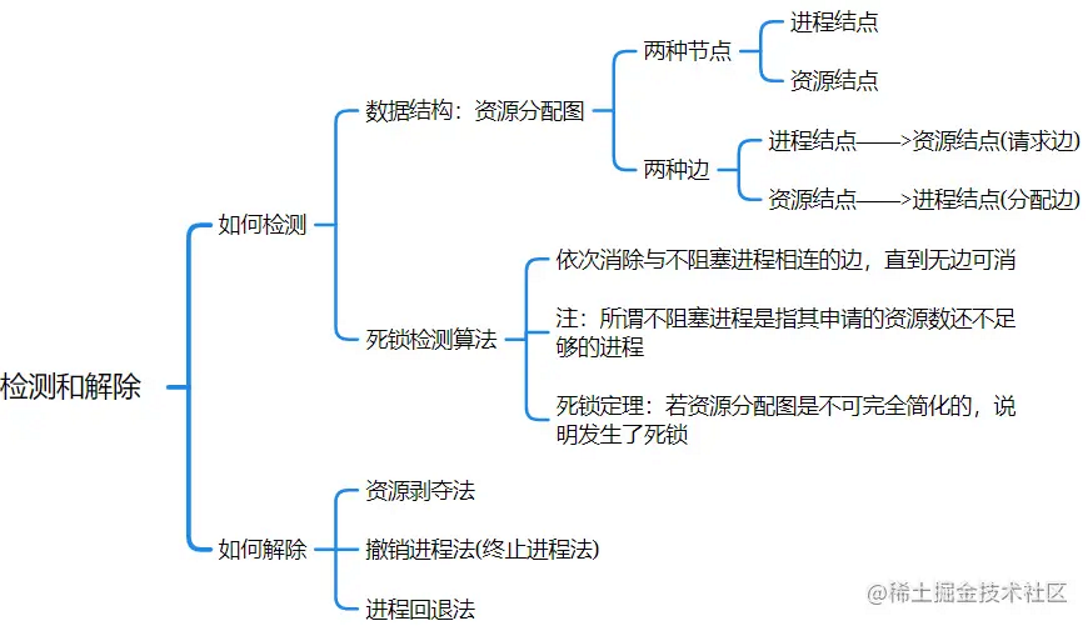 进程结点
两种节点
资源结点
数据结构：资源分配图
进程结点——>资源结点(请求边)
两种边
资源结点——>进程结点(分配边)
如何检测
依次消除与不阻塞进程相连的边，直到无边可消
注：所谓不阻塞进程是指其申请的资源数还不足
够的进程
死锁检测算法
死锁定理：若资源分配图是不可完全简化的，说
明发生了死锁
检测和解除
资源剥夺法
如何解除
撤销进程法(终止进程法)
进程回退法
@稀土掘金技术社区